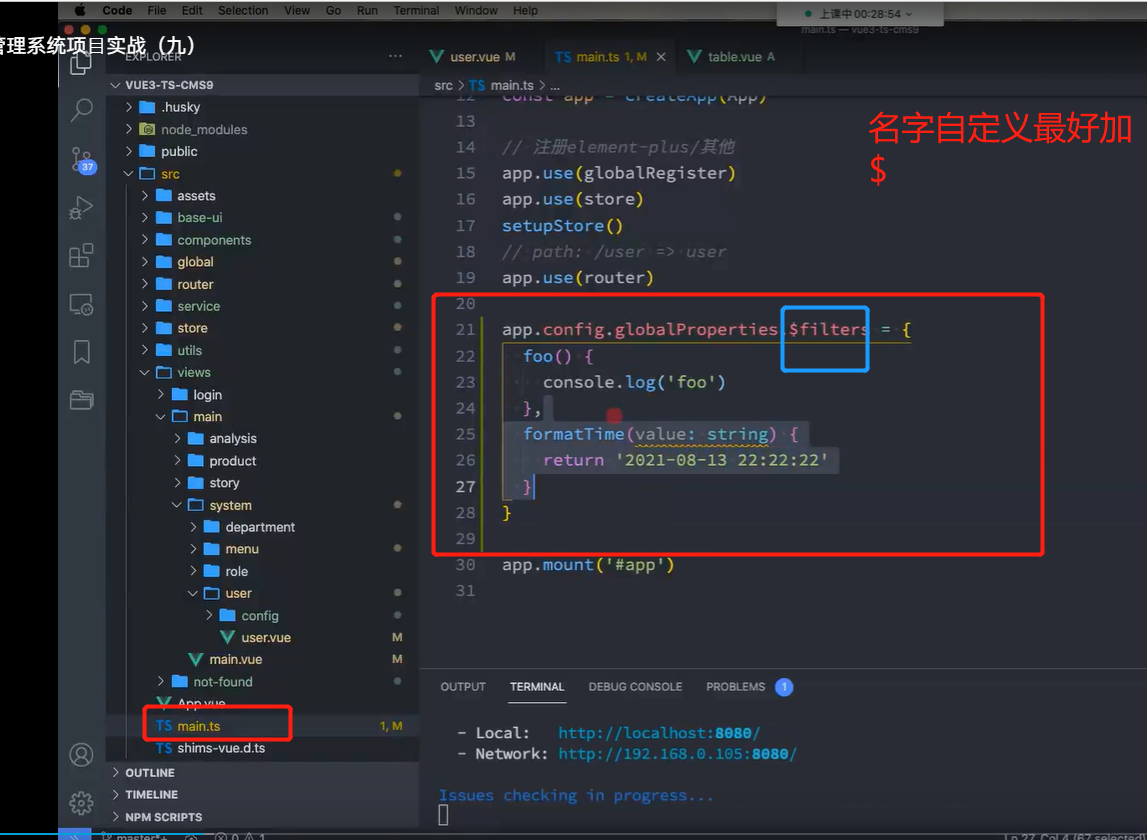 Code File Edit Selection View Go Run Terminal Window Help
上课中00:28:54
main.ts — vue3-ts-cms9
管理系统项目实战（九）
EXPLORER
user.vue M
TS main.ts 1, M
table.vue A
src > TS main.ts > ...
VUE3-TS-CMS9
.husky
node_modules
public
src
assets
base-ui
components
global
router
service
store
utils
views
login
main
analysis
product
story
system
department
menu
role
user
config
user.vue M
main.vue M
not-found
App.vue
TS main.ts 1, M
TS shims-vue.d.ts
OUTLINE
TIMELINE
NPM SCRIPTS
37
名字自定义最好加
$
12 const app = createApp(App)
13
14 // 注册element-plus/其他
15 app.use(globalRegister)
16 app.use(store)
17 setupStore()
18 // path: /user => user
19 app.use(router)
20
21 app.config.globalProperties.$filters = {
22 foo() {
23 console.log('foo')
24 },
25 formatTime(value: string) {
26 return '2021-08-13 22:22:22'
27 }
28 }
29
30 app.mount('#app')
31
OUTPUT TERMINAL DEBUG CONSOLE PROBLEMS 1
- Local: http://localhost:8080/
- Network: http://192.168.0.105:8080/
Issues checking in progress...
master*+ 0 1
Ln 27, Col 4 (67 selected)